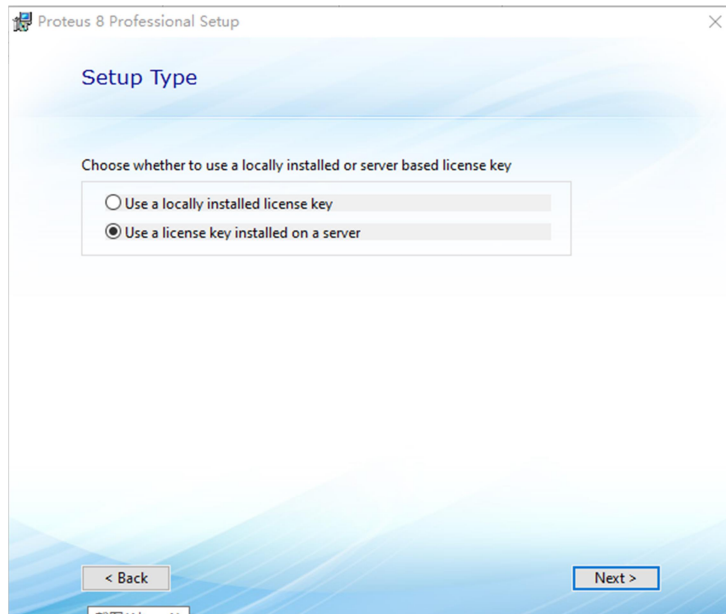 Proteus 8 Professional Setup
Setup Type
Choose whether to use a locally installed or server based license key
Use a locally installed license key
Use a license key installed on a server
< Back
Next >